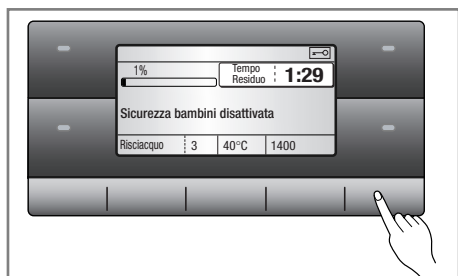 1%
Tempo
Residuo 1:29
Sicurezza bambini disattivata
Risciacquo 3 40°C 1400